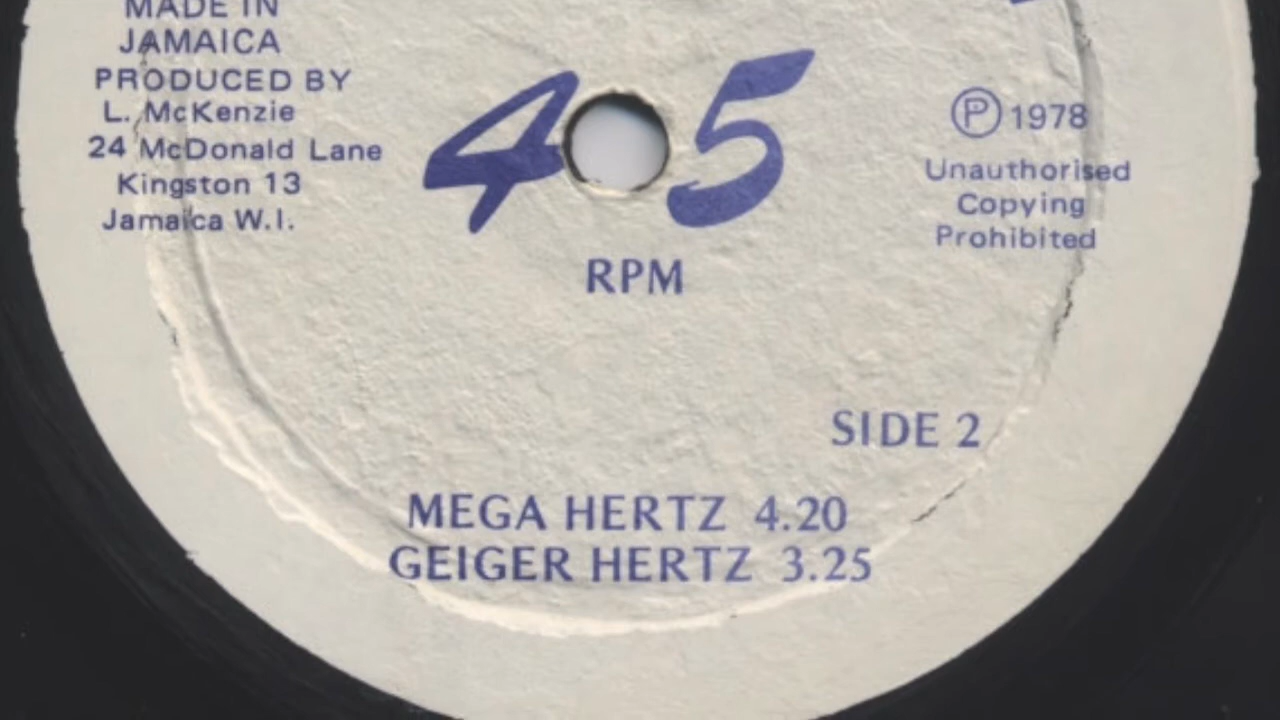 MADE IN
JAMAICA
PRODUCED BY
L. McKenzie
24 McDonald Lane
Kingston 13
Jamaica W.I.
45
RPM
Ⓟ 1978
Unauthorised
Copying
Prohibited
SIDE 2
MEGA HERTZ 4.20
GEIGER HERTZ 3.25